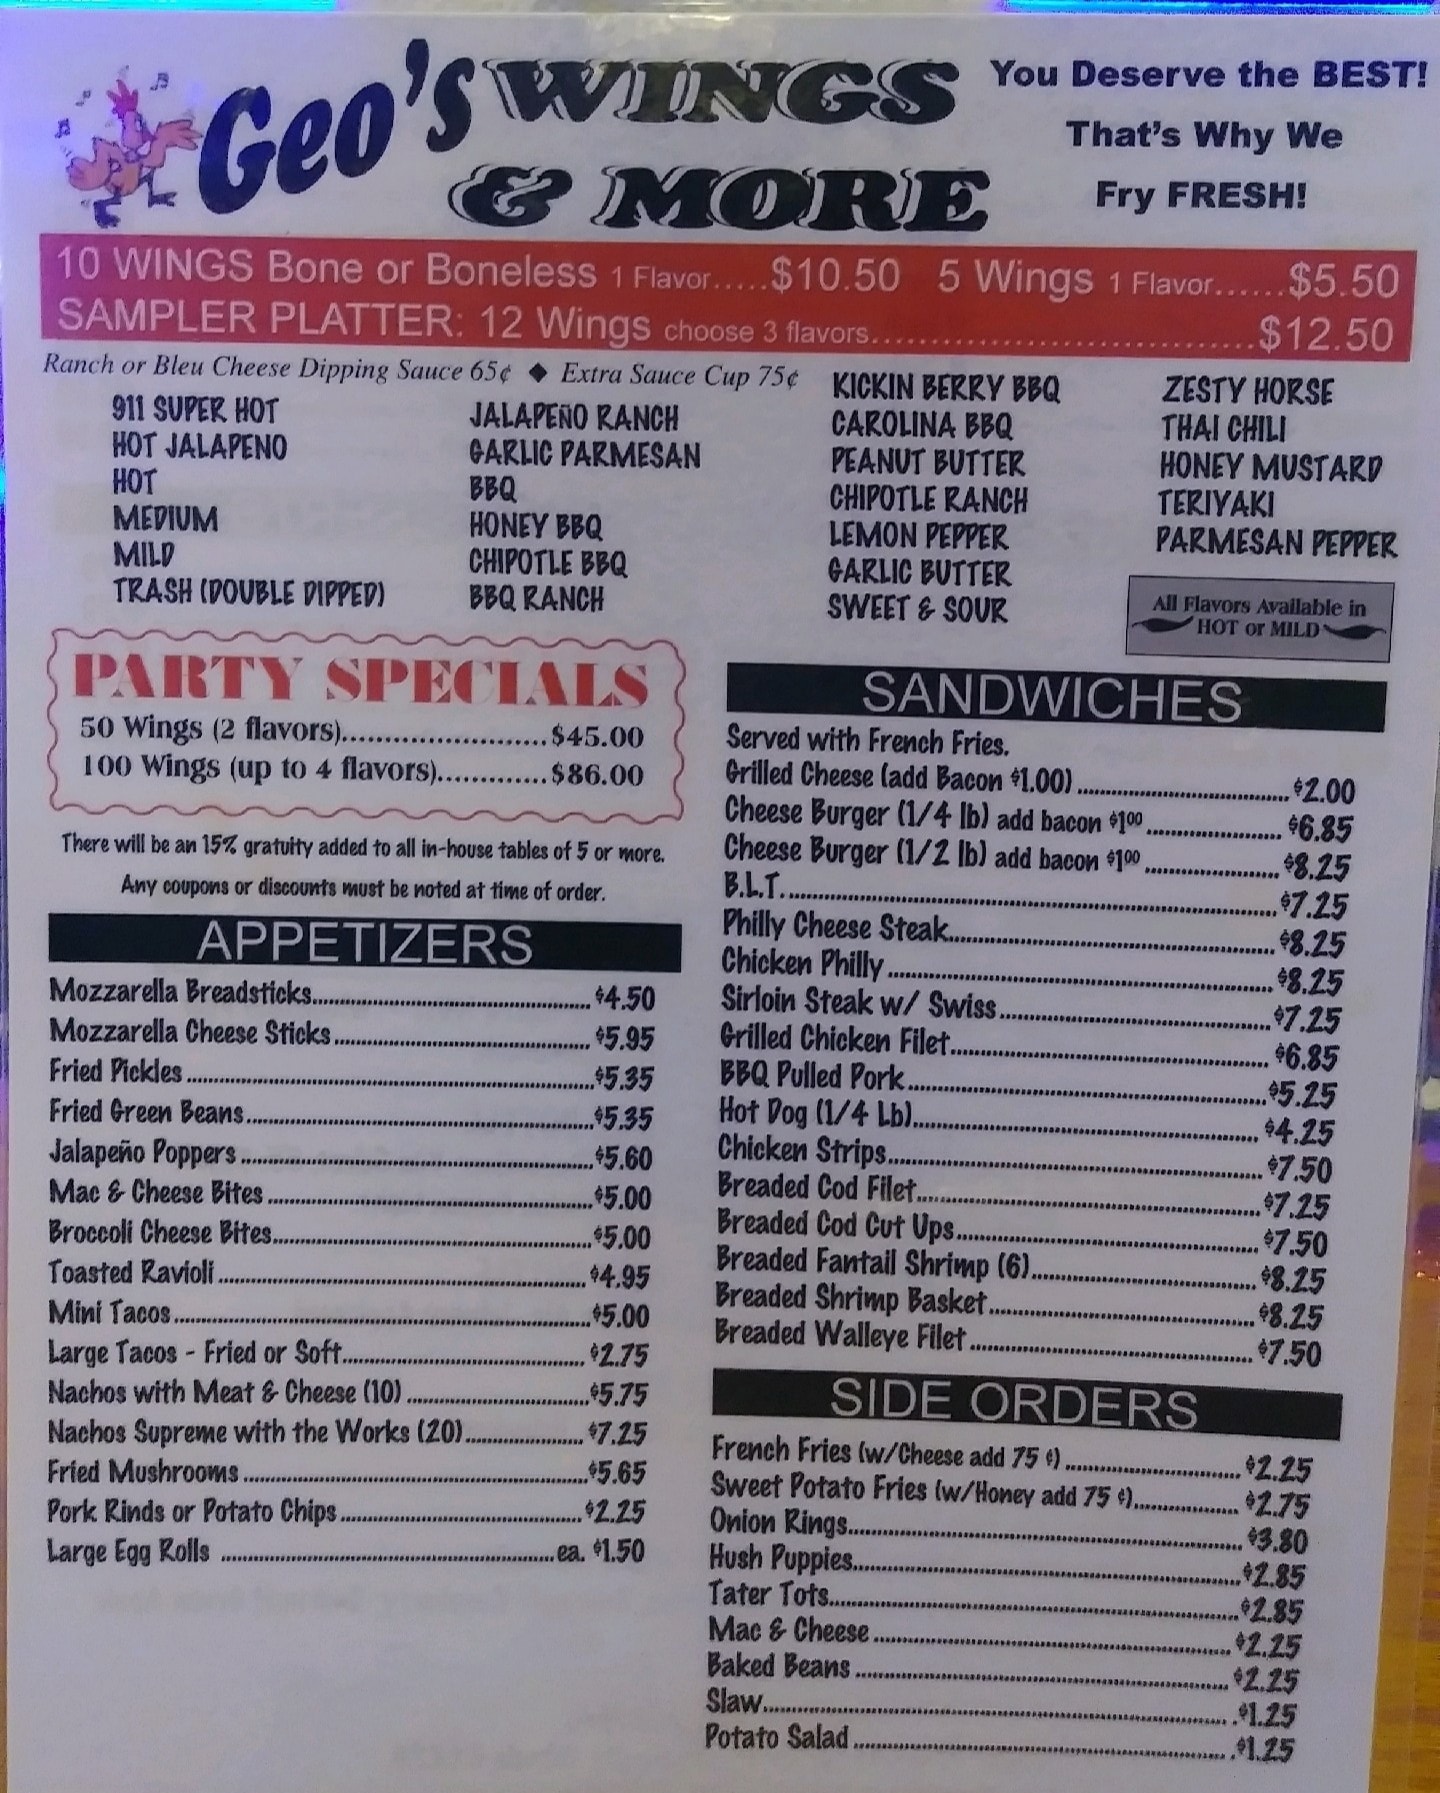 Geo's WINGS
& MORE
You Deserve the BEST!
That's Why We
Fry FRESH!
10 WINGS Bone or Boneless 1 Flavor.....$10.50 5 Wings 1 Flavor......$5.50
SAMPLER PLATTER: 12 Wings choose 3 flavors.......................................$12.50
Ranch or Bleu Cheese Dipping Sauce 65¢ ◆ Extra Sauce Cup 75¢
911 SUPER HOT
HOT JALAPENO
HOT
MEDIUM
MILD
TRASH (DOUBLE DIPPED)
JALAPEÑO RANCH
GARLIC PARMESAN
BBQ
HONEY BBQ
CHIPOTLE BBQ
BBQ RANCH
KICKIN BERRY BBQ
CAROLINA BBQ
PEANUT BUTTER
CHIPOTLE RANCH
LEMON PEPPER
GARLIC BUTTER
SWEET & SOUR
ZESTY HORSE
THAI CHILI
HONEY MUSTARD
TERIYAKI
PARMESAN PEPPER
All Flavors Available in
HOT or MILD
PARTY SPECIALS
50 Wings (2 flavors).......................$45.00
100 Wings (up to 4 flavors)............$86.00
There will be an 15% gratuity added to all in-house tables of 5 or more.
Any coupons or discounts must be noted at time of order.
APPETIZERS
Mozzarella Breadsticks.......................................$4.50
Mozzarella Cheese Sticks....................................$5.95
Fried Pickles.......................................................$5.35
Fried Green Beans................................................$5.35
Jalapeño Poppers................................................$5.60
Mac & Cheese Bites.............................................$5.00
Broccoli Cheese Bites...........................................$5.00
Toasted Ravioli...................................................$4.95
Mini Tacos..........................................................$5.00
Large Tacos - Fried or Soft..................................$2.75
Nachos with Meat & Cheese (10)..........................$5.75
Nachos Supreme with the Works (20).................$7.25
Fried Mushrooms................................................$5.65
Pork Rinds or Potato Chips.................................$2.25
Large Egg Rolls ...............................................ea. $1.50
SANDWICHES
Served with French Fries.
Grilled Cheese (add Bacon $1.00)..............................$2.00
Cheese Burger (1/4 lb) add bacon $1.00...................$6.85
Cheese Burger (1/2 lb) add bacon $1.00...................$8.25
B.L.T......................................................................$7.25
Philly Cheese Steak...............................................$8.25
Chicken Philly.......................................................$8.25
Sirloin Steak w/ Swiss.........................................$7.25
Grilled Chicken Filet..............................................$6.85
BBQ Pulled Pork....................................................$5.25
Hot Dog (1/4 Lb)...................................................$4.25
Chicken Strips......................................................$7.50
Breaded Cod Filet.................................................$7.25
Breaded Cod Cut Ups............................................$7.50
Breaded Fantail Shrimp (6)...................................$8.25
Breaded Shrimp Basket........................................$8.25
Breaded Walleye Filet...........................................$7.50
SIDE ORDERS
French Fries (w/Cheese add 75 ¢)..........................$2.25
Sweet Potato Fries (w/Honey add 75 ¢)................$2.75
Onion Rings..........................................................$3.80
Hush Puppies.......................................................$2.85
Tater Tots............................................................$2.85
Mac & Cheese.......................................................$2.25
Baked Beans........................................................$2.25
Slaw....................................................................$1.25
Potato Salad........................................................$1.25